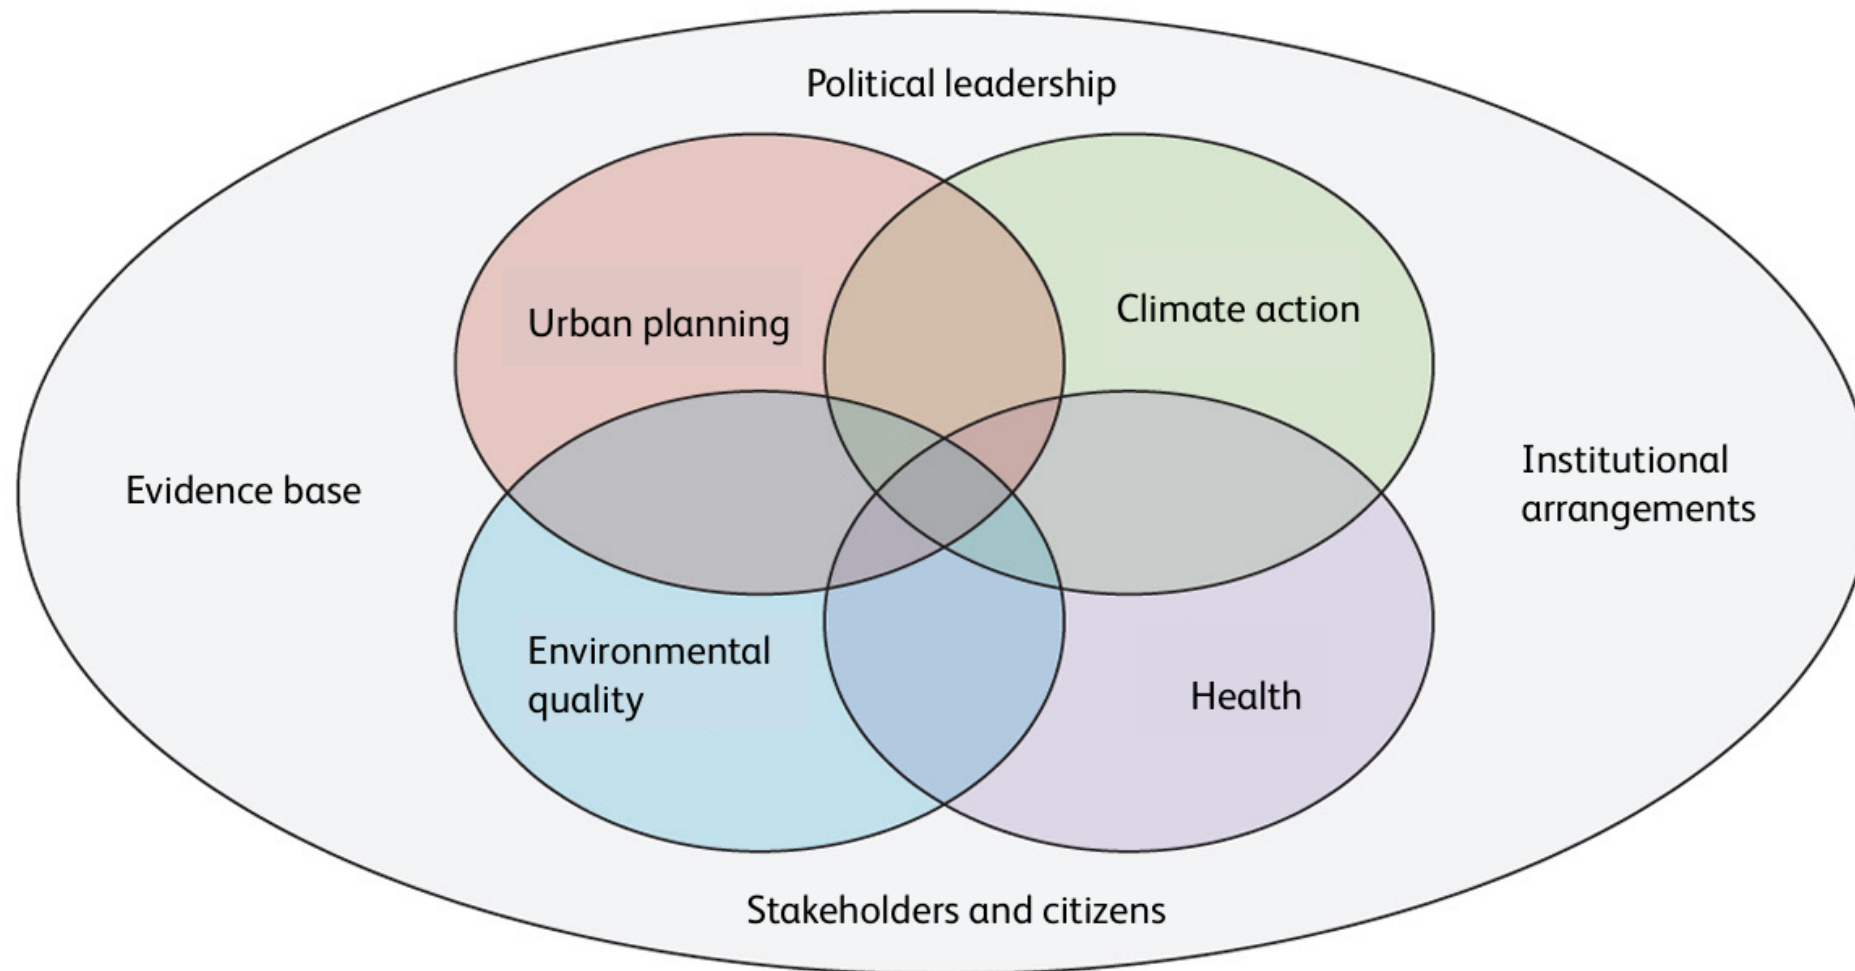 Political leadership
Urban planning
Climate action
Evidence base
Institutional
arrangements
Environmental
quality
Health
Stakeholders and citizens